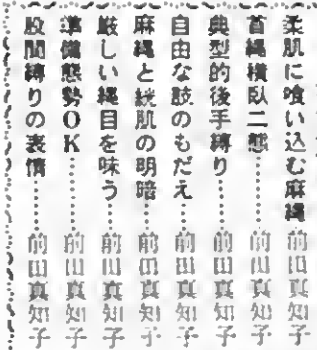 柔肌に喰い込む麻縄……前田真知子
首縄横臥二態……前田真知子
典型的後手縛り……前田真知子
自由な肢のもだえ……前田真知子
麻縄と絖肌の明暗……前田真知子
厳しい縄目を味う……前田真知子
準備態勢OK……前田真知子
股間縛りの表情……前田真知子